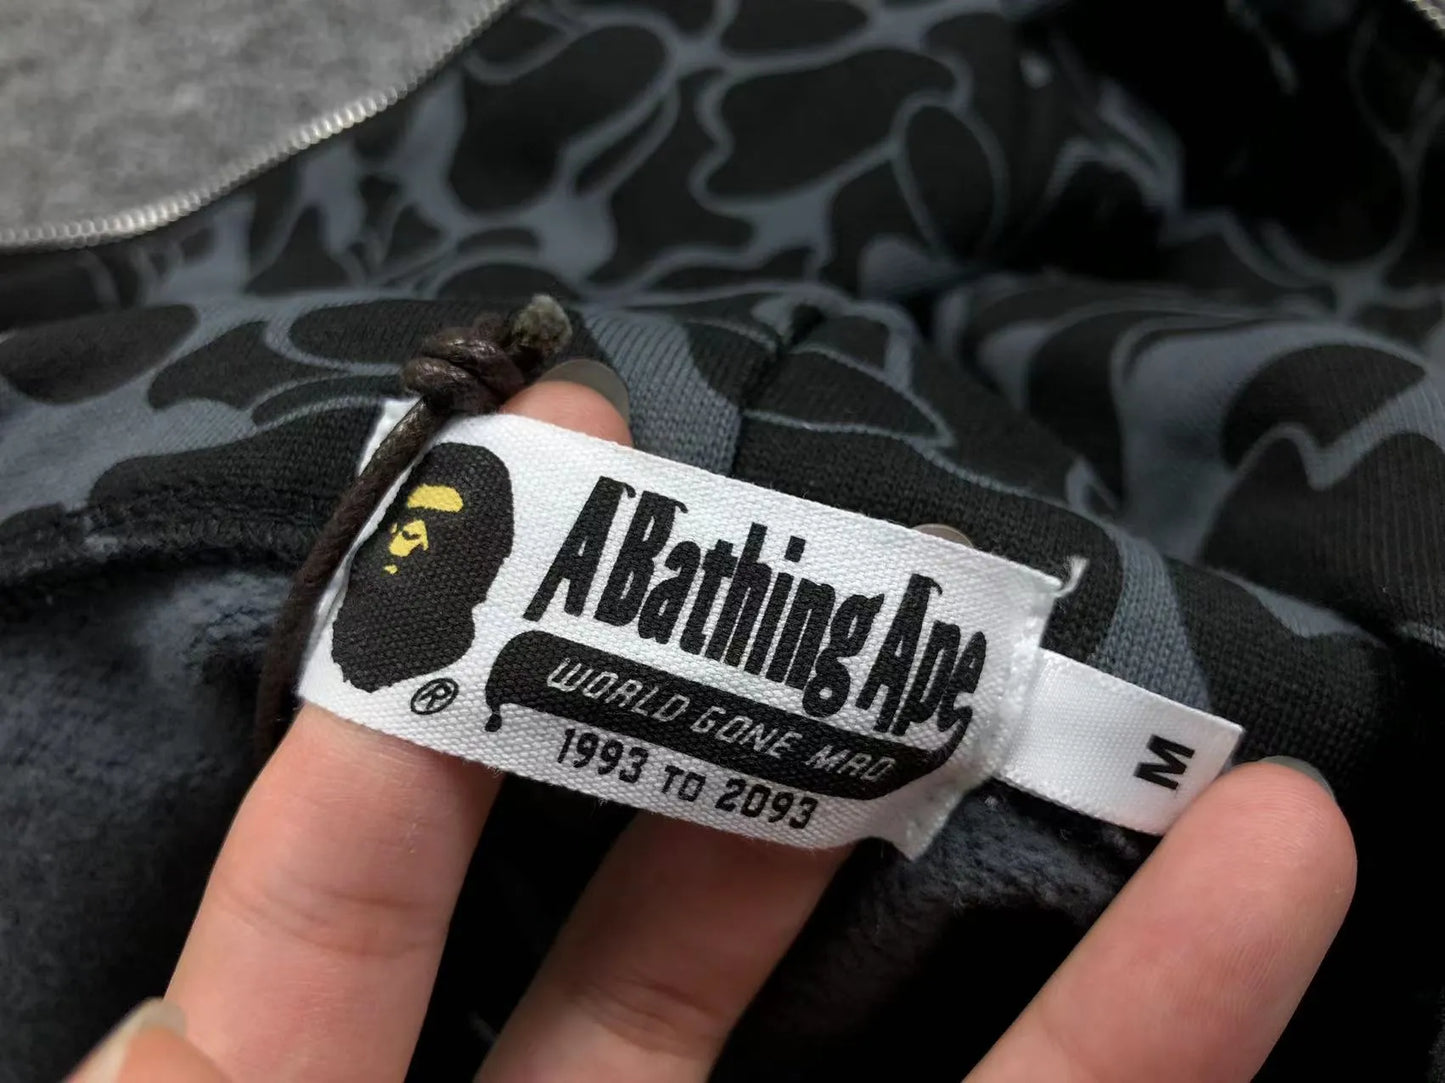 A Bathing Ape
WORLD GONE MAD
1993 TO 2093
®
M